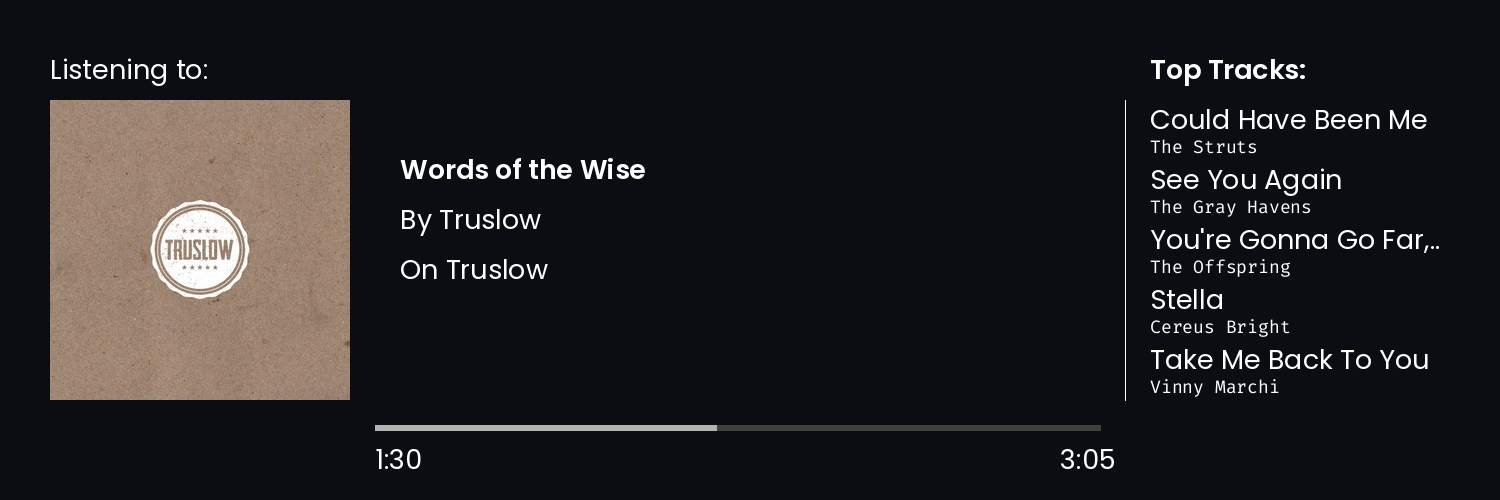 Listening to:
TRUSLOW
Words of the Wise
By Truslow
On Truslow
1:30
3:05
Top Tracks:
Could Have Been Me
The Struts
See You Again
The Gray Havens
You're Gonna Go Far,..
The Offspring
Stella
Cereus Bright
Take Me Back To You
Vinny Marchi